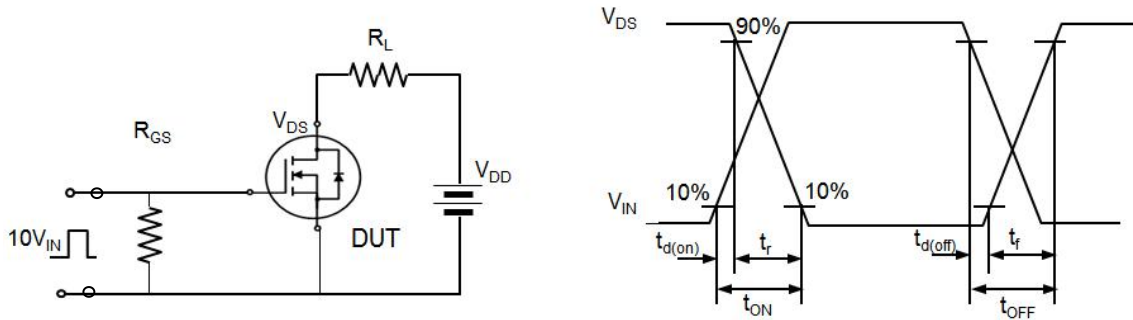 R_L
R_GS
V_DS
V_DD
10V_IN
DUT
V_DS
90%
10%
10%
V_IN
t_d(on)
t_r
t_d(off)
t_f
t_ON
t_OFF